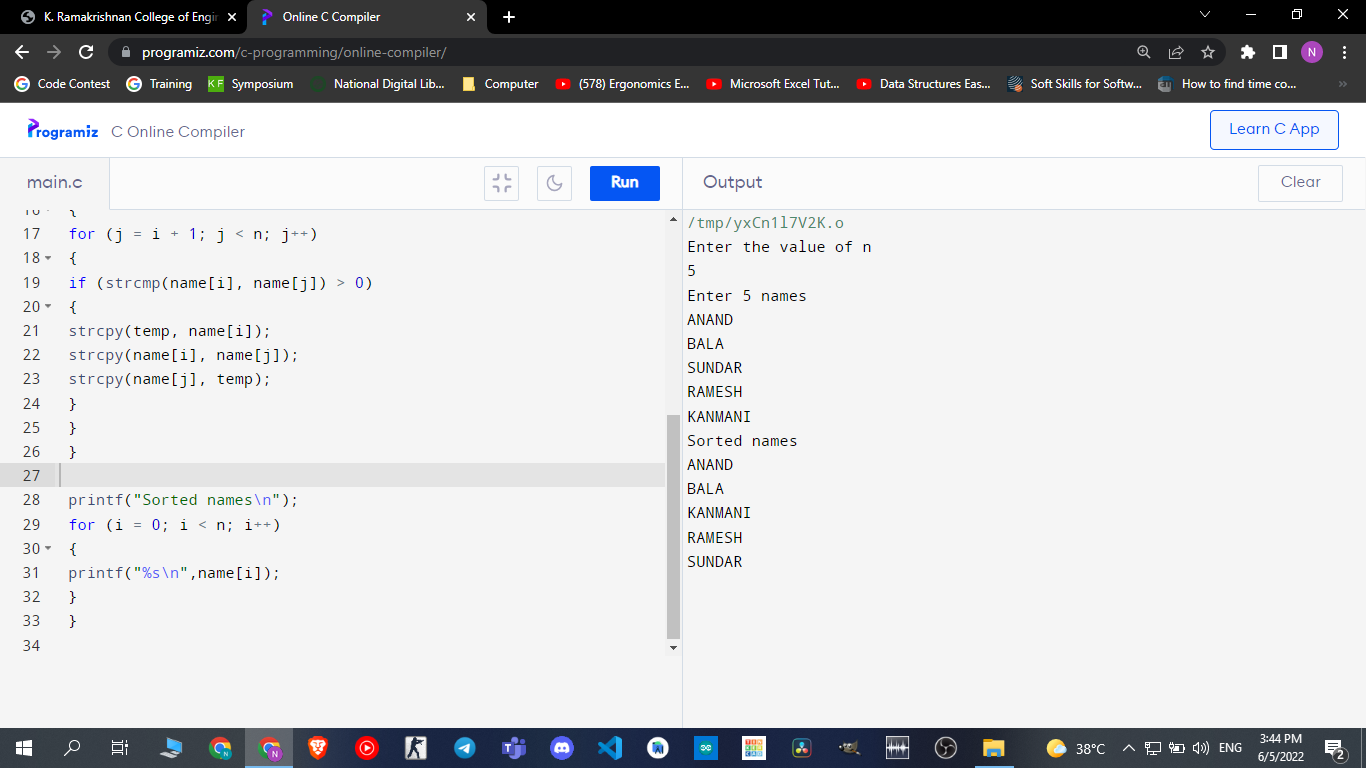 K. Ramakrishnan College of Engin
Online C Compiler
programiz.com/c-programming/online-compiler/
N
Code Contest
Training
KF Symposium
National Digital Lib...
Computer
(578) Ergonomics E...
Microsoft Excel Tut...
Data Structures Eas...
Soft Skills for Softw...
How to find time co...
»
Programiz
C Online Compiler
Learn C App
main.c
Run
Output
Clear
16 {
17 for (j = i + 1; j < n; j++)
18 {
19 if (strcmp(name[i], name[j]) > 0)
20 {
21 strcpy(temp, name[i]);
22 strcpy(name[i], name[j]);
23 strcpy(name[j], temp);
24 }
25 }
26 }
27
28 printf("Sorted names\n");
29 for (i = 0; i < n; i++)
30 {
31 printf("%s\n",name[i]);
32 }
33 }
34
/tmp/yxCn1l7V2K.o
Enter the value of n
5
Enter 5 names
ANAND
BALA
SUNDAR
RAMESH
KANMANI
Sorted names
ANAND
BALA
KANMANI
RAMESH
SUNDAR
38°C
ENG
3:44 PM
6/5/2022
2